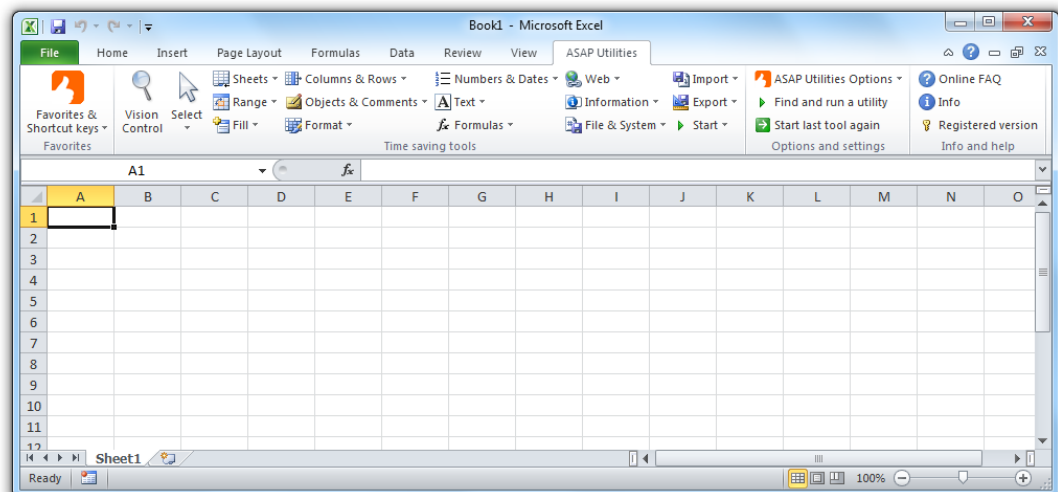 Book1 - Microsoft Excel
File Home Insert Page Layout Formulas Data Review View ASAP Utilities
Favorites & Shortcut keys
Favorites
Vision Control
Select
Sheets Columns & Rows Numbers & Dates Web Import
Range Objects & Comments Text Information Export
Fill Format Formulas File & System Start
Time saving tools
ASAP Utilities Options
Find and run a utility
Start last tool again
Options and settings
Online FAQ
Info
Registered version
Info and help
A1 fx
A B C D E F G H I J K L M N O
1
2
3
4
5
6
7
8
9
10
11
12
Sheet1
Ready 100%